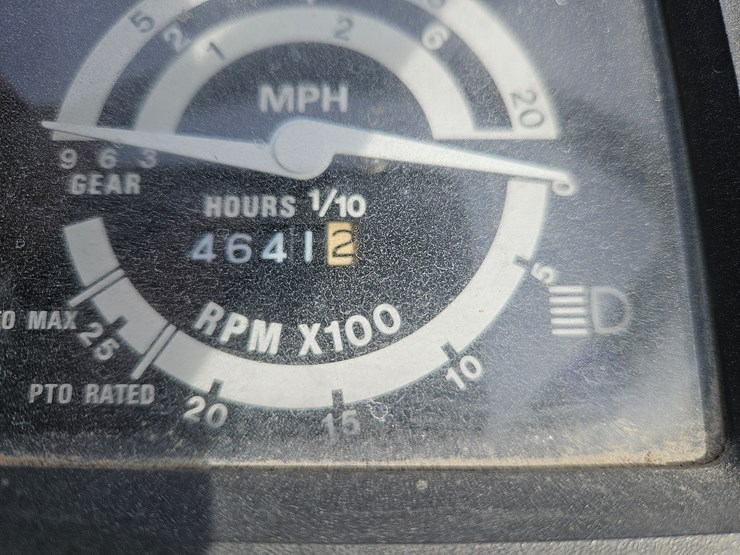 5 2 1 2 6 20
MPH
9 6 3
GEAR
0
HOURS 1/10
46412
5
RPM X100
MAX
25
PTO RATED
20
15
10